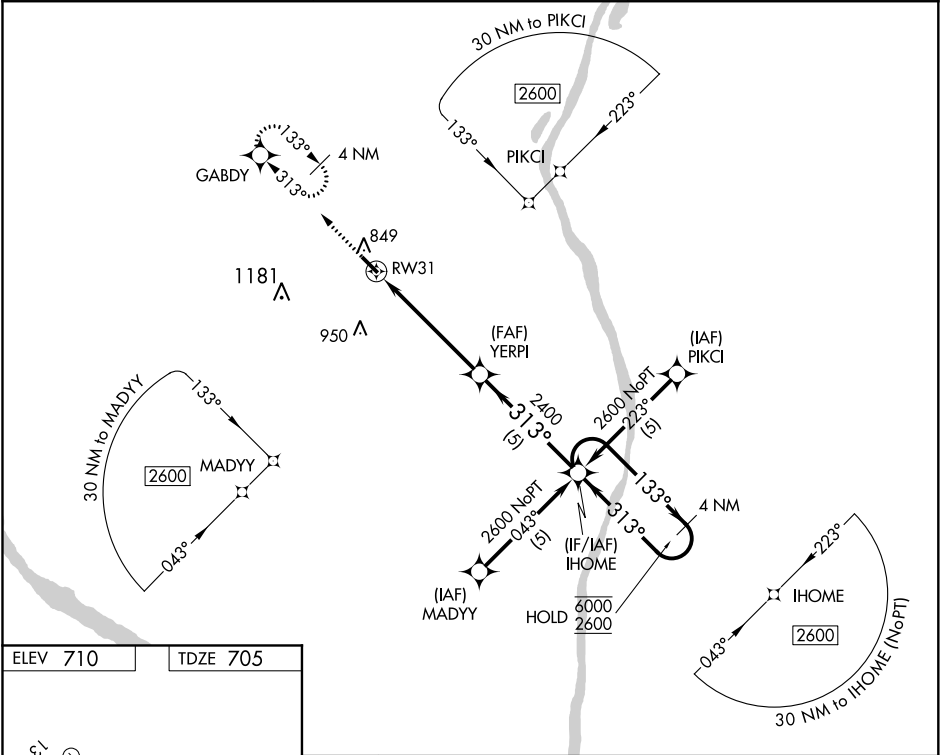 30 NM to PIKCI
2600
133°
223°
PIKCI
133°
4 NM
GABDY
313°
849
RW31
1181
950
(FAF)
YERPI
(IAF)
PIKCI
30 NM to MADYY
133°
2600
MADYY
043°
2400
313°
(5)
2600 NoPT
223°
(5)
2600 NoPT
043°
(5)
133°
313°
4 NM
(IF/IAF)
IHOME
(IAF)
MADYY
HOLD
6000
2600
223°
IHOME
2600
043°
30 NM to IHOME (NoPT)
ELEV 710
TDZE 705
13